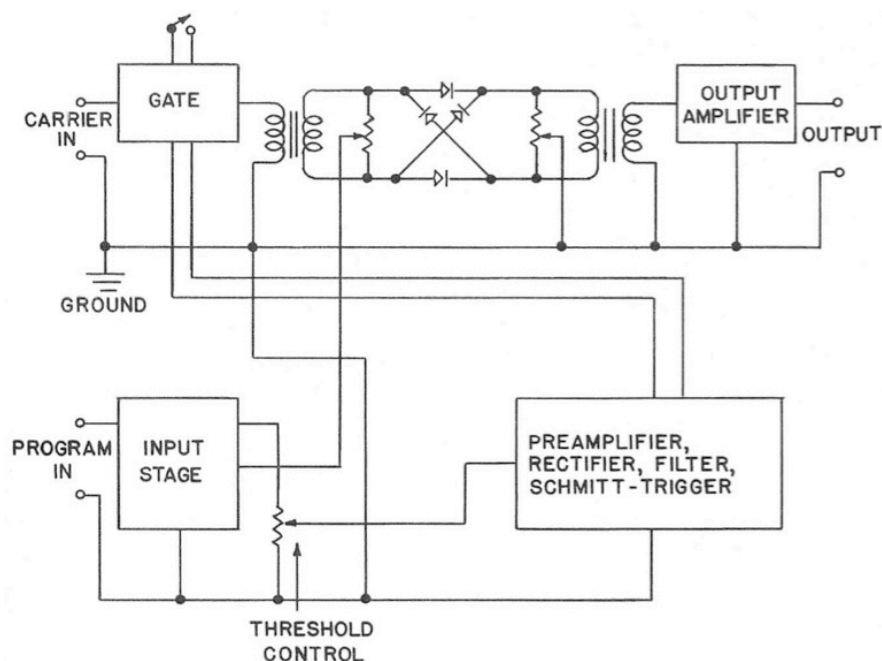 GATE
CARRIER
IN
OUTPUT
AMPLIFIER
OUTPUT
GROUND
PROGRAM
IN
INPUT
STAGE
PREAMPLIFIER,
RECTIFIER, FILTER,
SCHMITT-TRIGGER
THRESHOLD
CONTROL